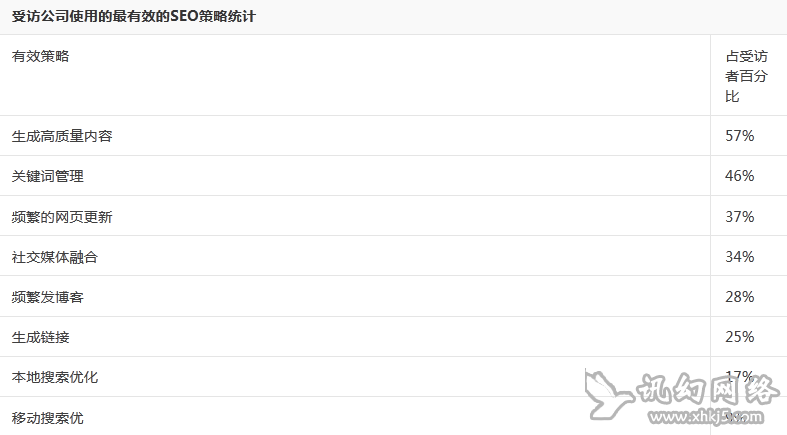 受访公司使用的最有效的SEO策略统计
有效策略
占受访
者百分
比
生成高质量内容 57%
关键词管理 46%
频繁的网页更新 37%
社交媒体融合 34%
频繁发博客 28%
生成链接 25%
本地搜索优化 17%
讯幻网络
移动搜索优
www.xhkj5.com